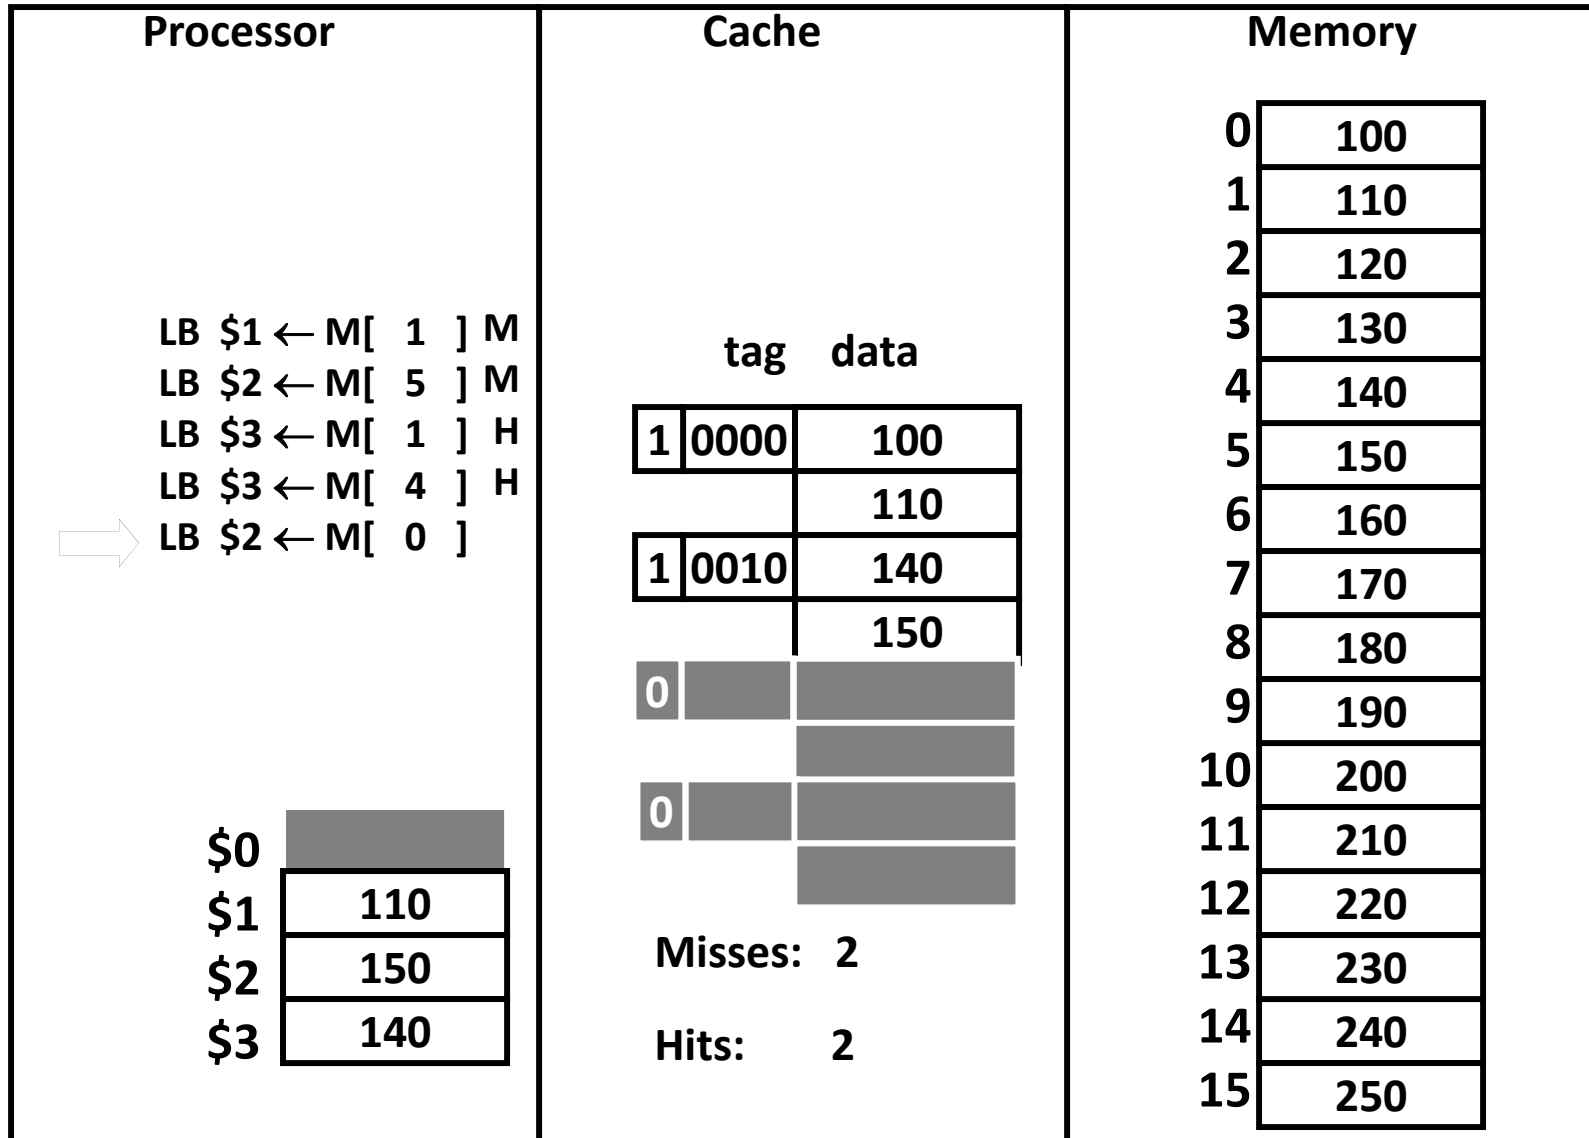 Processor
LB $1 ← M[ 1 ] M
LB $2 ← M[ 5 ] M
LB $3 ← M[ 1 ] H
LB $3 ← M[ 4 ] H
LB $2 ← M[ 0 ]
$0
$1 110
$2 150
$3 140
Cache
tag data
1 0000 100
110
1 0010 140
150
0
0
Misses: 2
Hits: 2
Memory
0 100
1 110
2 120
3 130
4 140
5 150
6 160
7 170
8 180
9 190
10 200
11 210
12 220
13 230
14 240
15 250